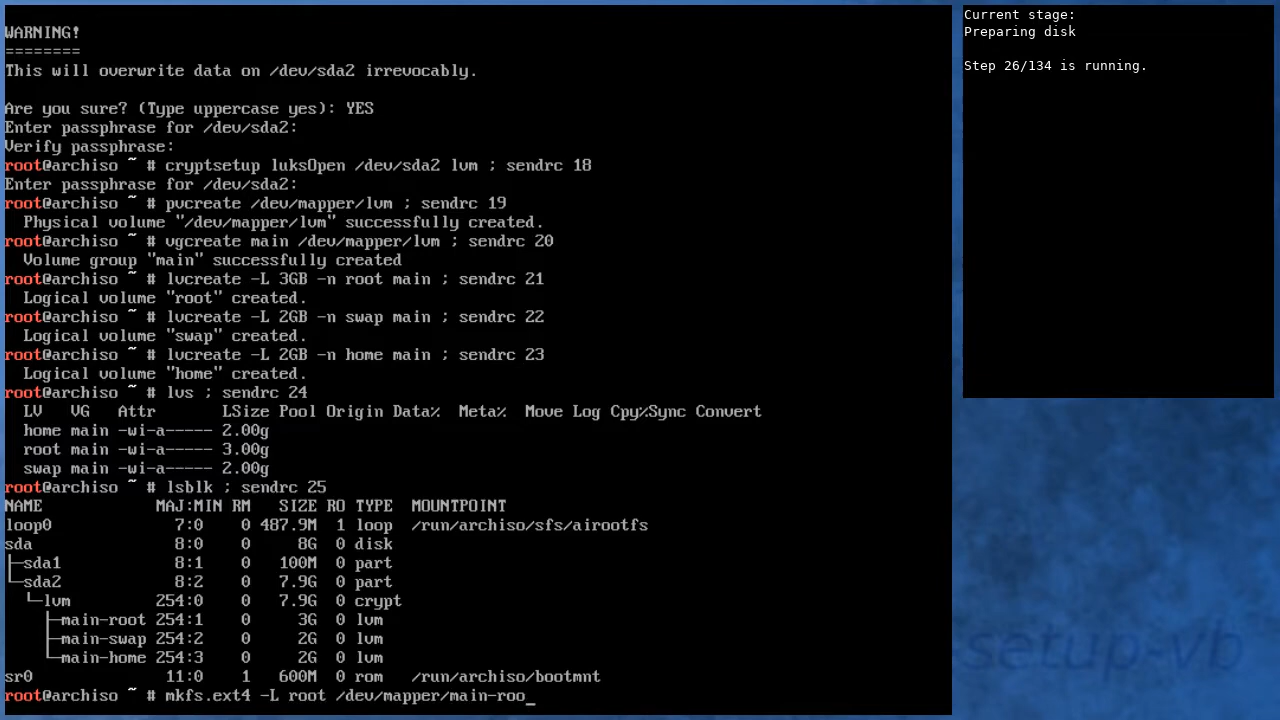 WARNING!
========
This will overwrite data on /dev/sda2 irrevocably.
Are you sure? (Type uppercase yes): YES
Enter passphrase for /dev/sda2:
Verify passphrase:
root@archiso ~ # cryptsetup luksOpen /dev/sda2 lvm ; sendrc 18
Enter passphrase for /dev/sda2:
root@archiso ~ # pvcreate /dev/mapper/lvm ; sendrc 19
  Physical volume "/dev/mapper/lvm" successfully created.
root@archiso ~ # vgcreate main /dev/mapper/lvm ; sendrc 20
  Volume group "main" successfully created
root@archiso ~ # lvcreate -L 3GB -n root main ; sendrc 21
  Logical volume "root" created.
root@archiso ~ # lvcreate -L 2GB -n swap main ; sendrc 22
  Logical volume "swap" created.
root@archiso ~ # lvcreate -L 2GB -n home main ; sendrc 23
  Logical volume "home" created.
root@archiso ~ # lvs ; sendrc 24
  LV   VG   Attr       LSize Pool Origin Data%  Meta%  Move Log Cpy%Sync Convert
  home main -wi-a----- 2.00g
  root main -wi-a----- 3.00g
  swap main -wi-a----- 2.00g
root@archiso ~ # lsblk ; sendrc 25
NAME            MAJ:MIN RM   SIZE RO TYPE  MOUNTPOINT
loop0             7:0    0 487.9M  1 loop  /run/archiso/sfs/airootfs
sda               8:0    0     8G  0 disk
├─sda1            8:1    0   100M  0 part
└─sda2            8:2    0   7.9G  0 part
  └─lvm         254:0    0   7.9G  0 crypt
    ├─main-root 254:1    0     3G  0 lvm
    ├─main-swap 254:2    0     2G  0 lvm
    └─main-home 254:3    0     2G  0 lvm
sr0              11:0    1   600M  0 rom   /run/archiso/bootmnt
root@archiso ~ # mkfs.ext4 -L root /dev/mapper/main-roo_
Current stage:
Preparing disk
Step 26/134 is running.
setup-vb